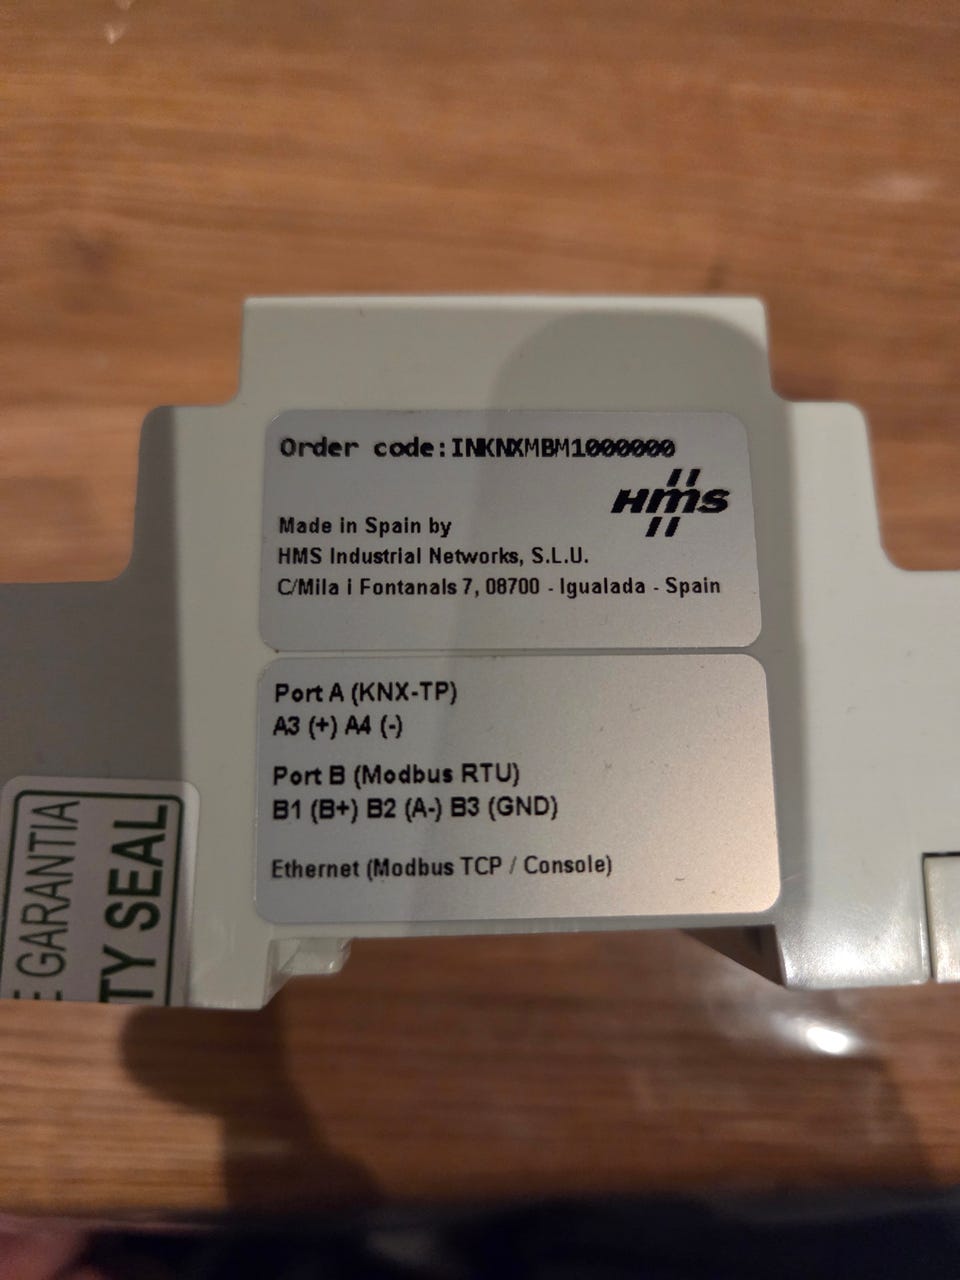 Order code:INKNXMBM1000000
HMS
Made in Spain by
HMS Industrial Networks, S.L.U.
C/Mila i Fontanals 7, 08700 - Igualada - Spain
Port A (KNX-TP)
A3 (+) A4 (-)
Port B (Modbus RTU)
B1 (B+) B2 (A-) B3 (GND)
Ethernet (Modbus TCP / Console)
E GARANTIA
TY SEAL